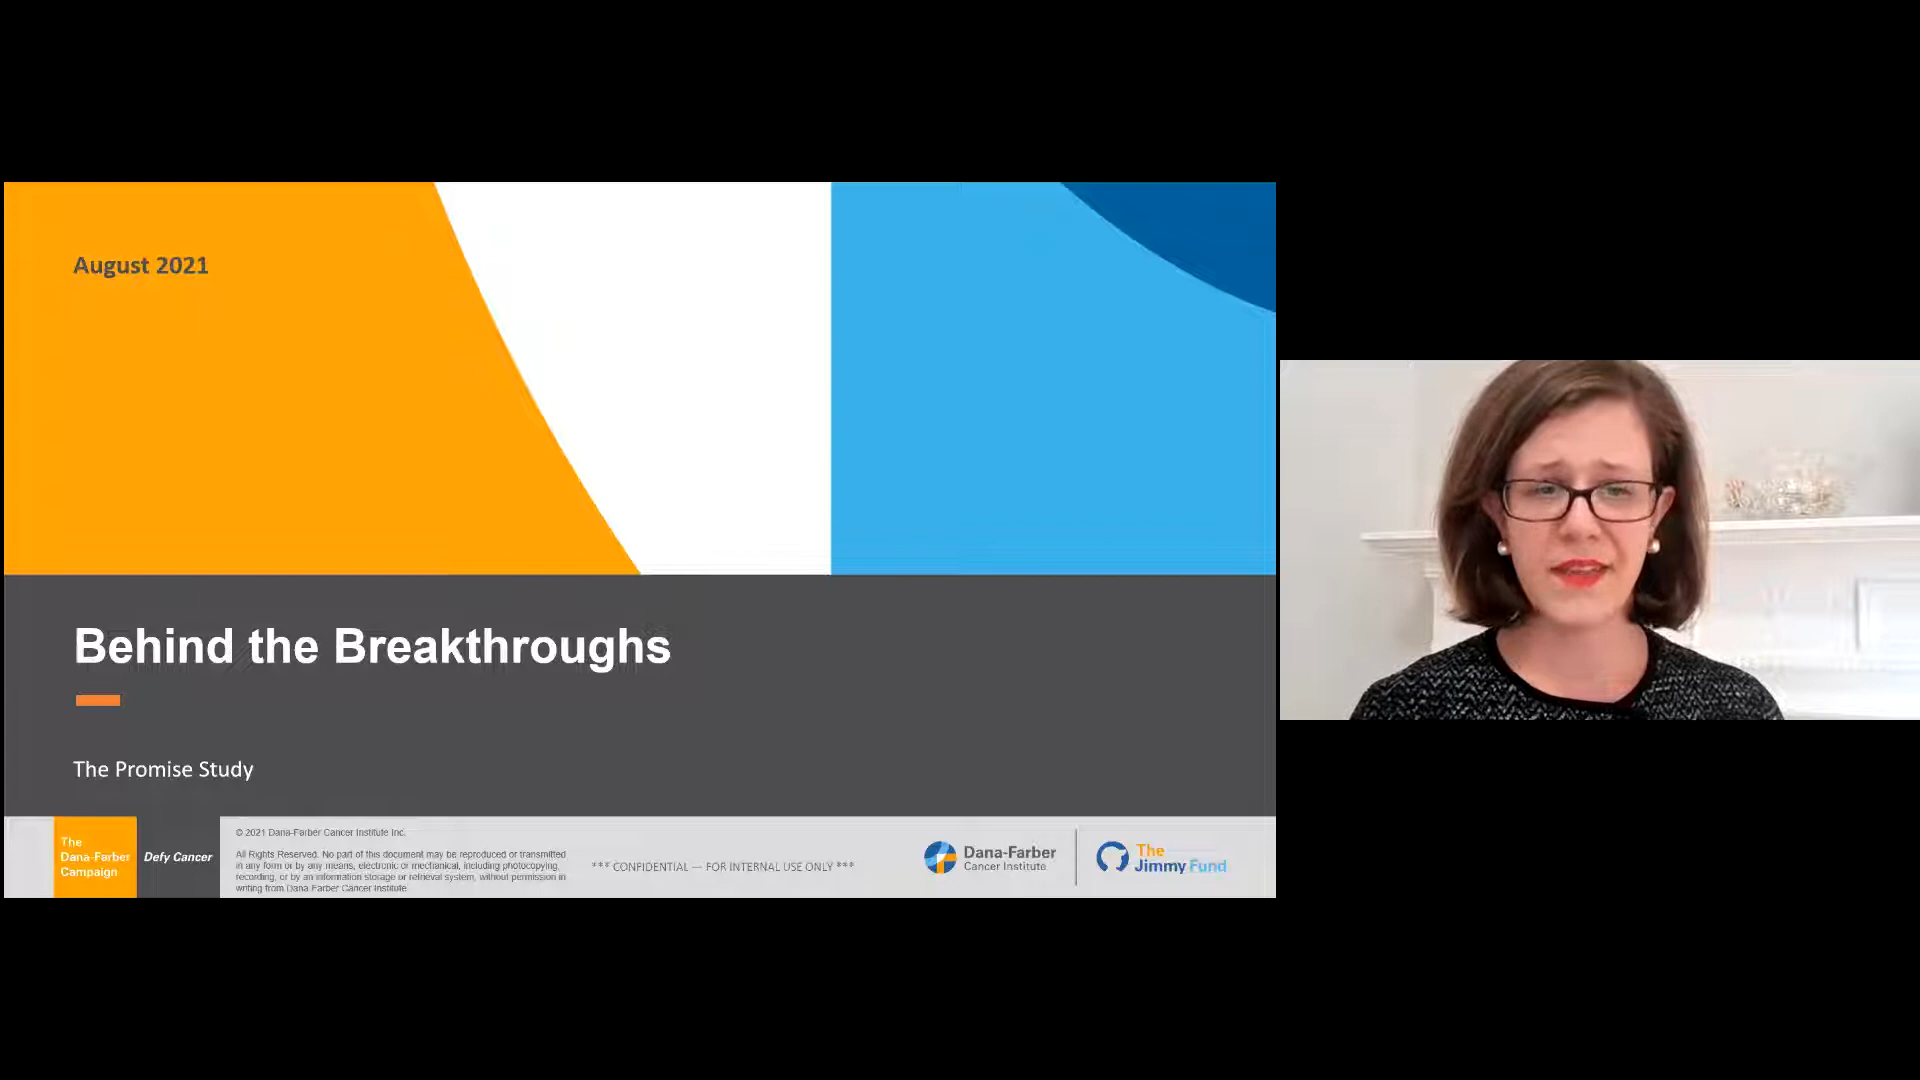 August 2021
Behind the Breakthroughs
The Promise Study
The
Dana-Farber
Campaign
Defy Cancer
© 2021 Dana-Farber Cancer Institute Inc.
All Rights Reserved. No part of this document may be reproduced or transmitted
in any form or by any means, electronic or mechanical, including photocopying,
recording, or by an information storage or retrieval system, without permission in
writing from Dana-Farber Cancer Institute.
*** CONFIDENTIAL — FOR INTERNAL USE ONLY ***
Dana-Farber
Cancer Institute
The
Jimmy Fund